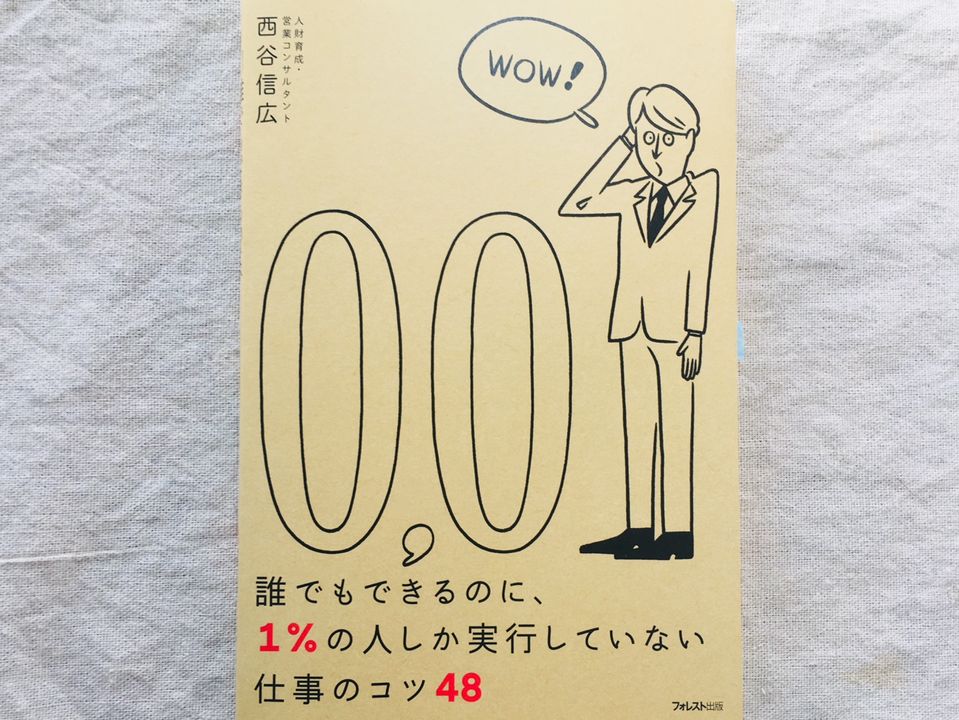 人財育成・
営業コンサルタント
西谷信広
WOW!
0,0
誰でもできるのに、
1%の人しか実行していない
仕事のコツ48
フォレスト出版